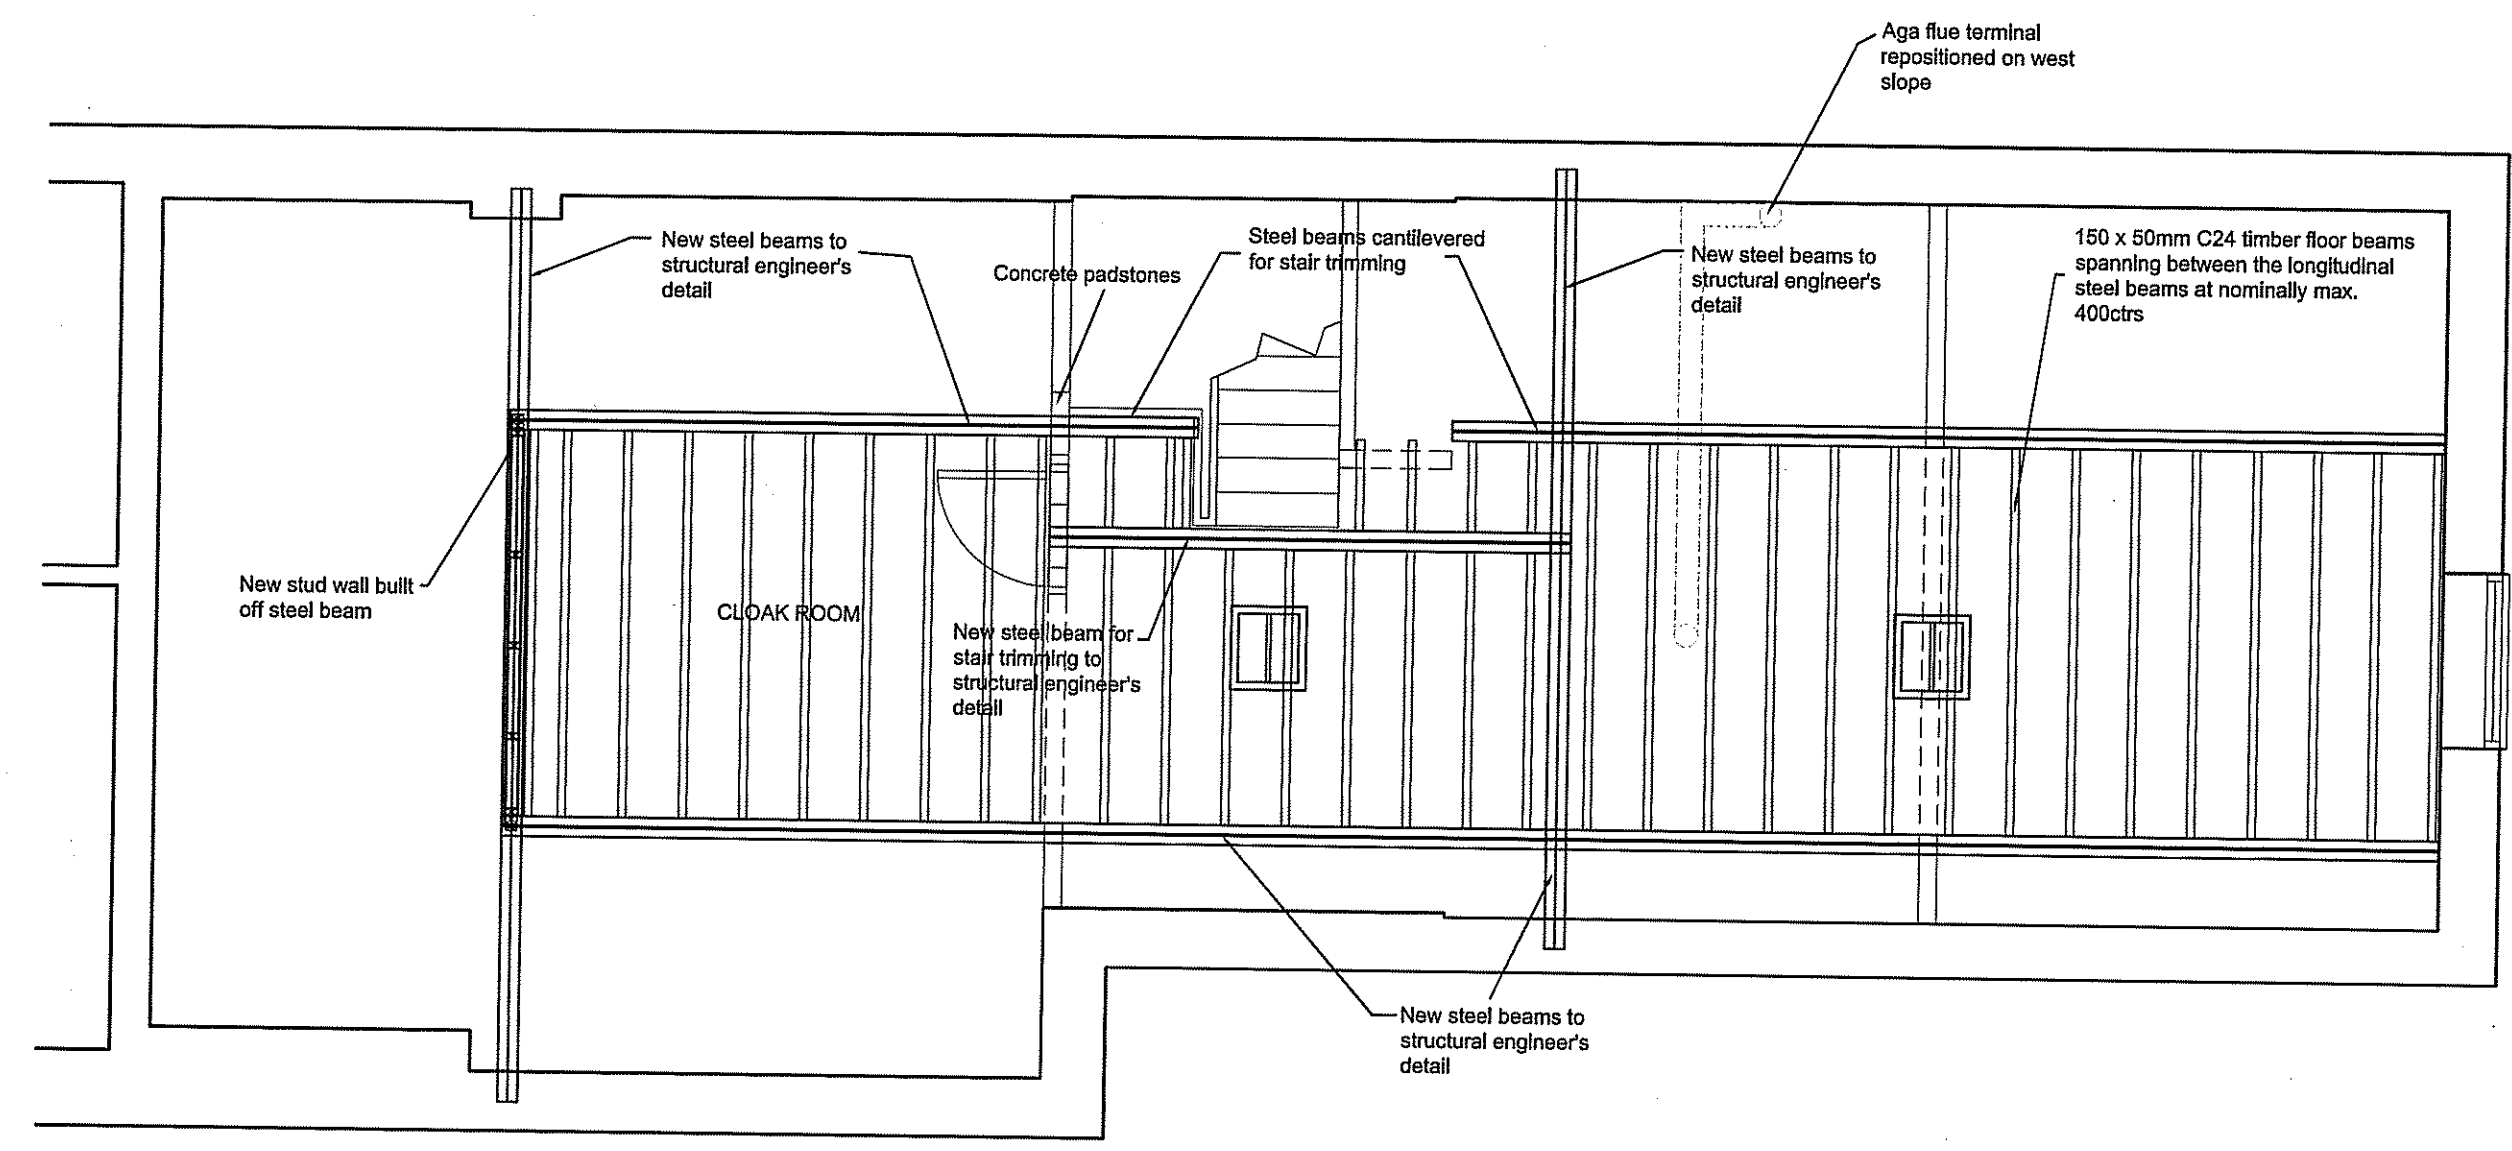 Aga flue terminal
repositioned on west
slope
New steel beams to
structural engineer's
detail
Concrete padstones
Steel beams cantilevered
for stair trimming
New steel beams to
structural engineer's
detail
150 x 50mm C24 timber floor beams
spanning between the longitudinal
steel beams at nominally max.
400ctrs
New stud wall built
off steel beam
CLOAK ROOM
New steel beam for
stair trimming to
structural engineer's
detail
New steel beams to
structural engineer's
detail